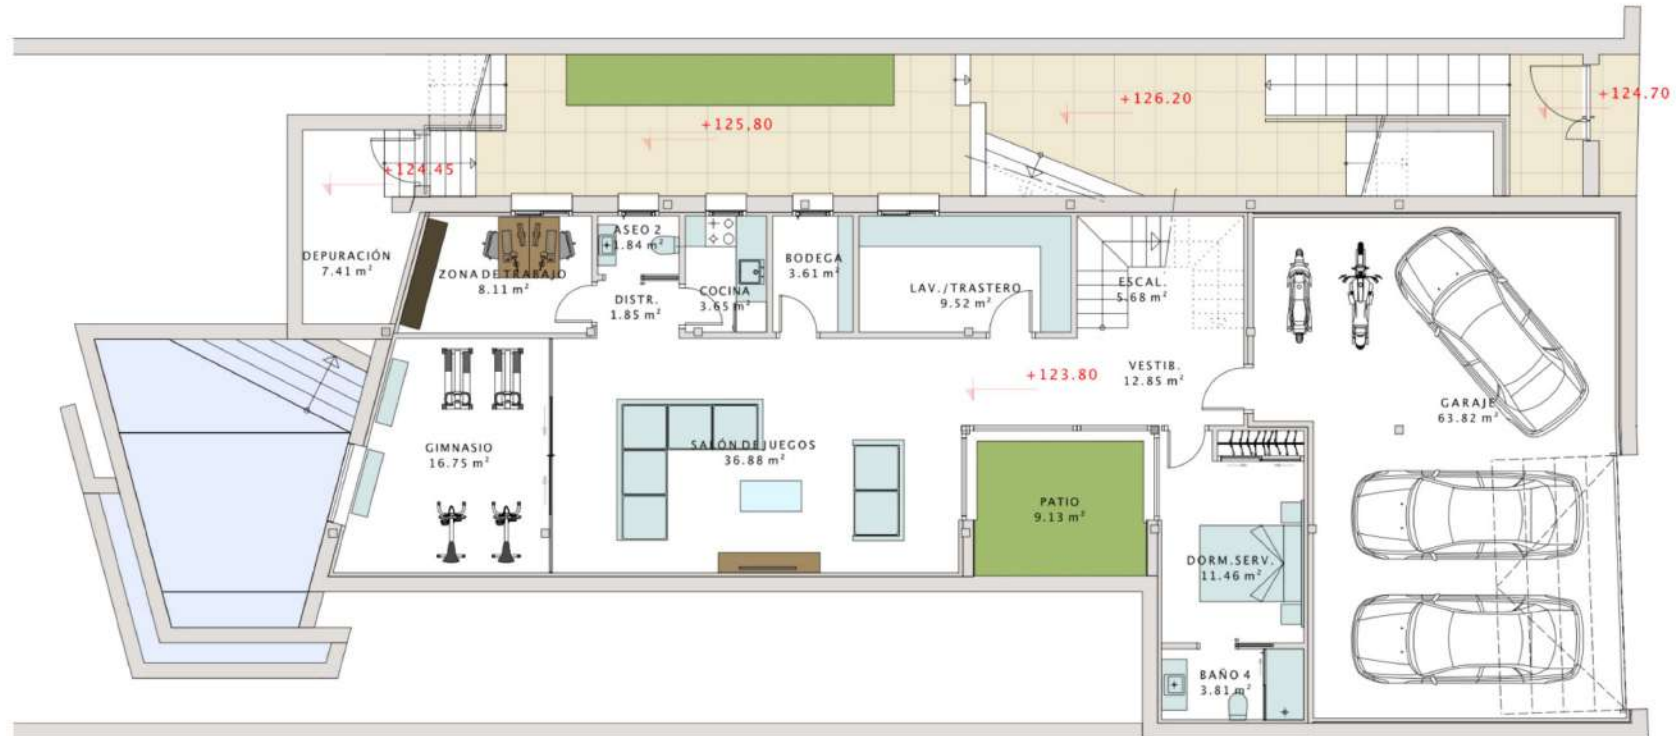 +124.70
+126.20
+125,80
+124.45
DEPURACIÓN
7.41 m²
ZONA DE TRABAJO
8.11 m²
ASEO 2
1.84 m²
DISTR.
1.85 m²
COCINA
3.65 m²
BODEGA
3.61 m²
LAV./TRASTERO
9.52 m²
ESCAL.
5.68 m²
VESTIB.
12.85 m²
+123.80
GARAJE
63.82 m²
GIMNASIO
16.75 m²
SALÓN DE JUEGOS
36.88 m²
PATIO
9.13 m²
DORM.SERV.
11.46 m²
BAÑO 4
3.81 m²